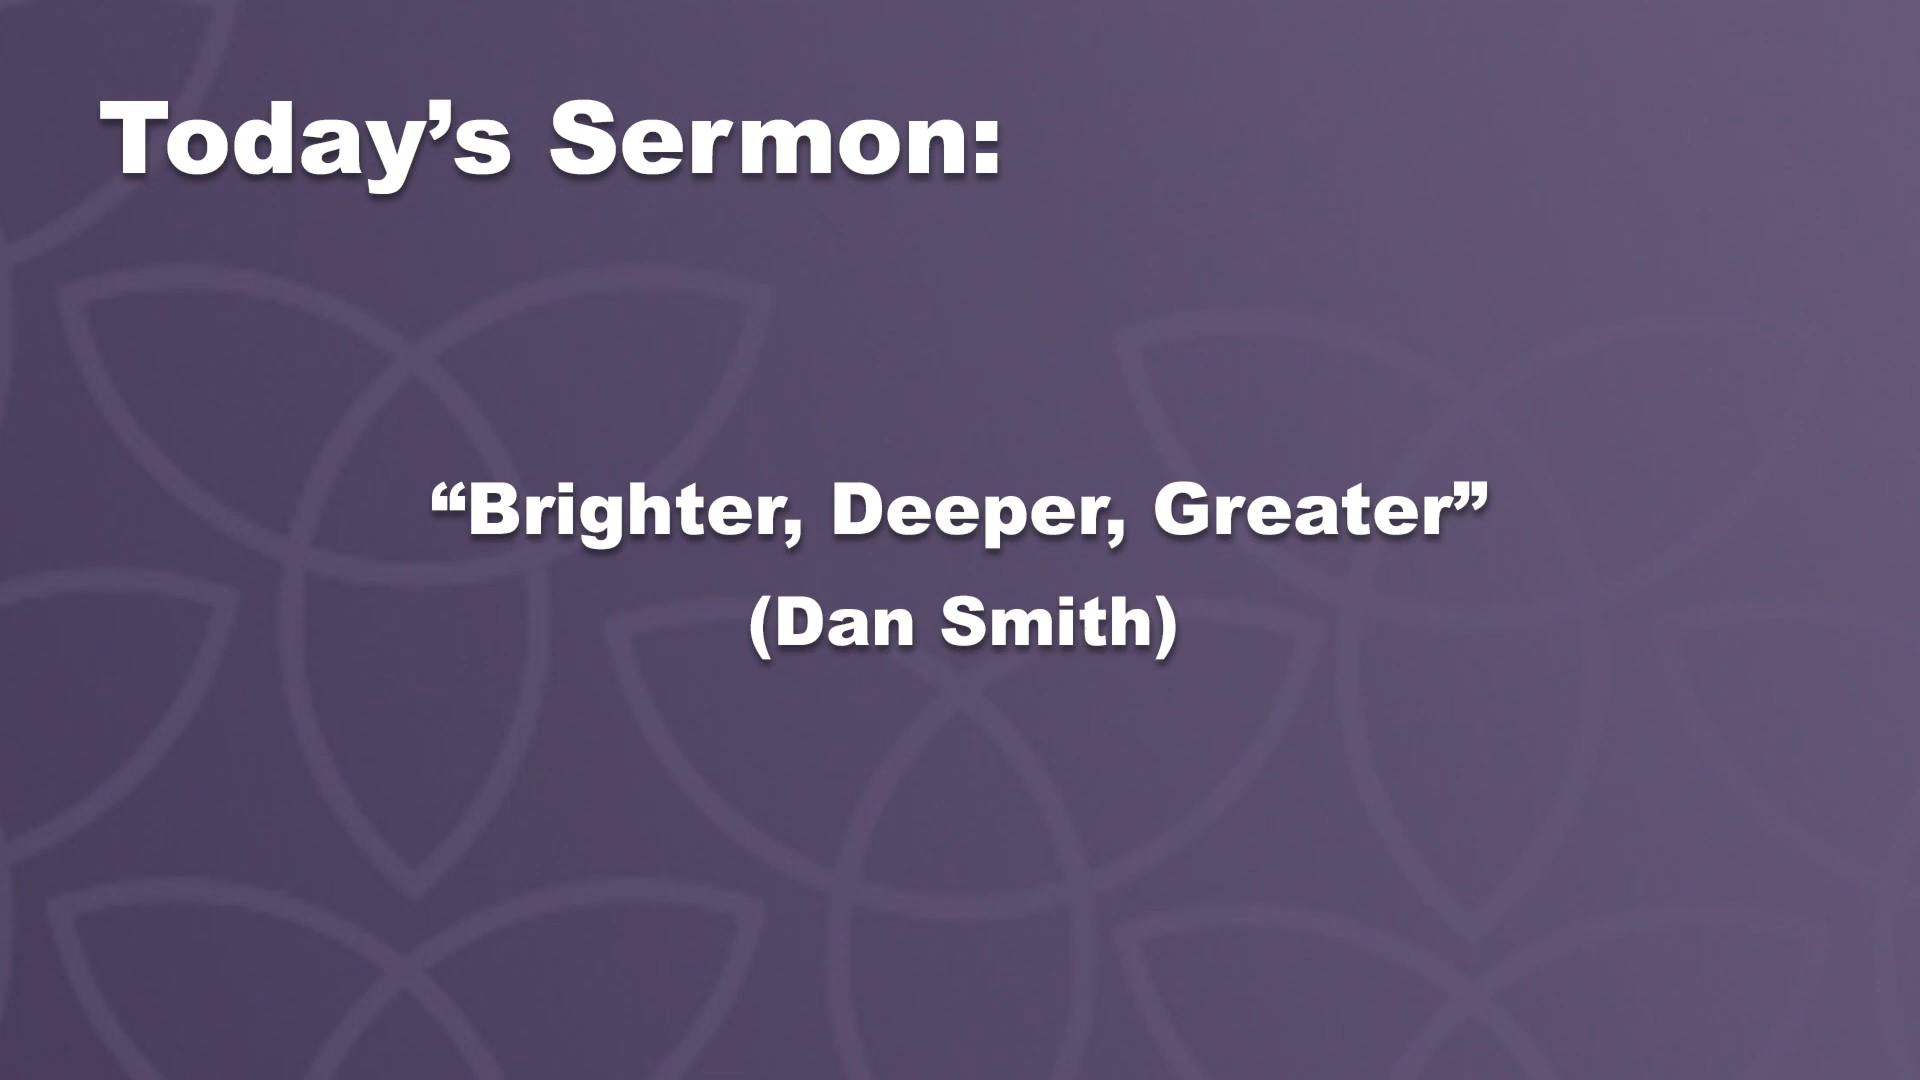 Today’s Sermon:
“Brighter, Deeper, Greater”
(Dan Smith)